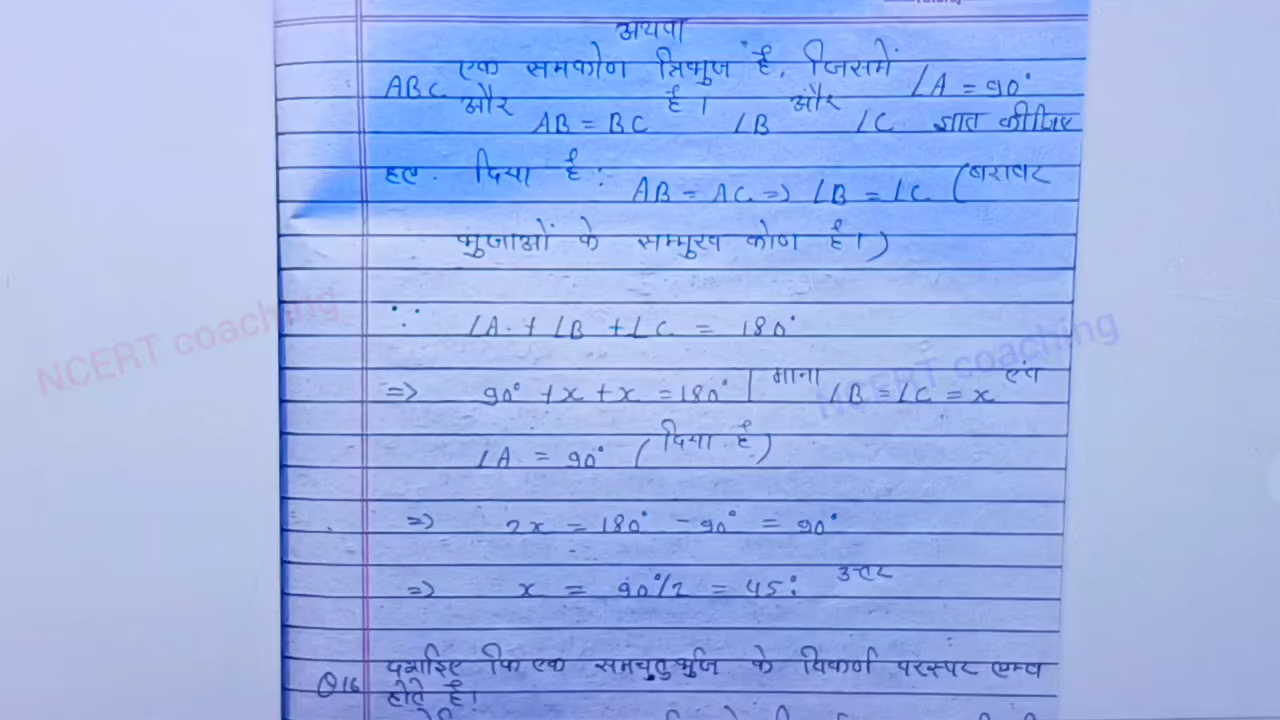 अथवा
ABC एक समकोण त्रिभुज है, जिसमें ∠A = 90°
और AB = BC है। ∠B और ∠C ज्ञात कीजिए
हल. दिया है: AB = AC => ∠B = ∠C (बराबर
भुजाओं के सम्मुख कोण है।)
∵ ∠A + ∠B + ∠C = 180°
=> 90° + x + x = 180° | माना ∠B = ∠C = x एंव
∠A = 90° (दिया है)
=> 2x = 180° - 90° = 90°
=> x = 90°/2 = 45° उत्तर
Q16 दर्शाइए कि एक समचतुर्भुज के विकर्ण परस्पर लम्ब
होते है।
NCERT coaching
NCERT coaching